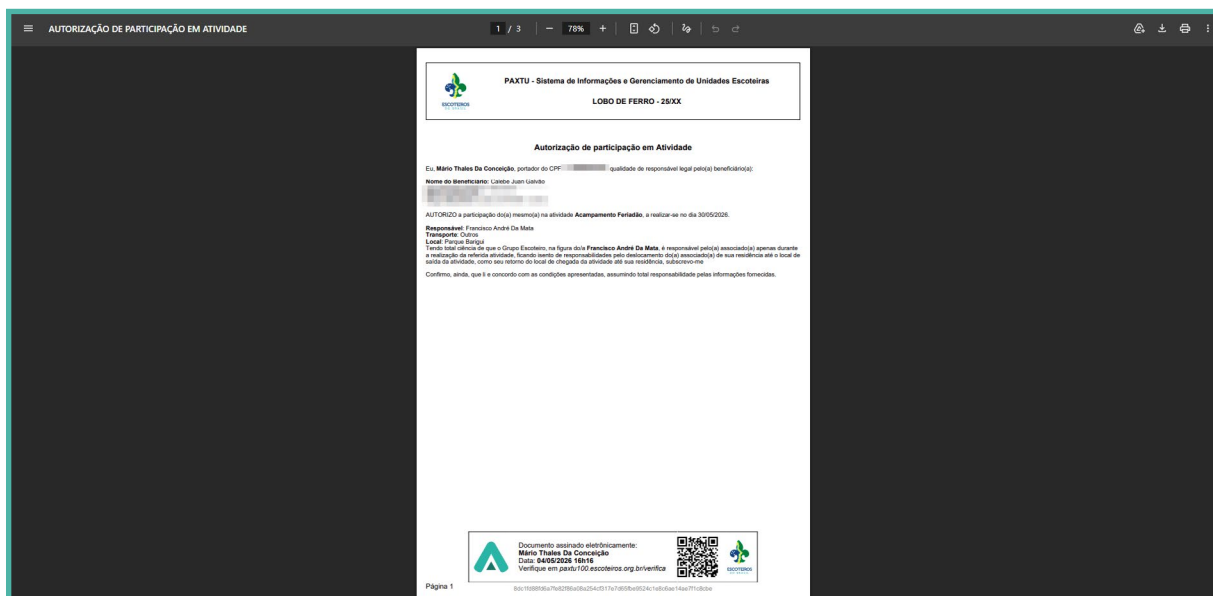 AUTORIZAÇÃO DE PARTICIPAÇÃO EM ATIVIDADE
1 / 3
78%
PAXTU - Sistema de Informações e Gerenciamento de Unidades Escoteiras
LOBO DE FERRO - 25/XX
ESCOTEIROS
DO BRASIL
Autorização de participação em Atividade
Eu, Mário Thales Da Conceição, portador do CPF qualidade de responsável legal pelo(a) beneficiário(a):
Nome do Beneficiário: Calebe Juan Galvão
AUTORIZO a participação do(a) mesmo(a) na atividade Acampamento Feriadão, a realizar-se no dia 30/05/2026.
Responsável: Francisco André Da Mata
Transporte: Outros
Local: Parque Barigui
Tendo total ciência de que o Grupo Escoteiro, na figura do/a Francisco André Da Mata, é responsável pelo(a) associado(a) apenas durante
a realização da referida atividade, ficando isento de responsabilidades pelo deslocamento do(a) associado(a) de sua residência até o local de
saída da atividade, como seu retorno do local de chegada da atividade até sua residência, subscrevo-me
Confirmo, ainda, que li e concordo com as condições apresentadas, assumindo total responsabilidade pelas informações fornecidas.
Documento assinado eletrônicamente:
Mário Thales Da Conceição
Data: 04/05/2026 16h16
Verifique em paxtu100.escoteiros.org.br/verifica
ESCOTEIROS
DO BRASIL
Página 1